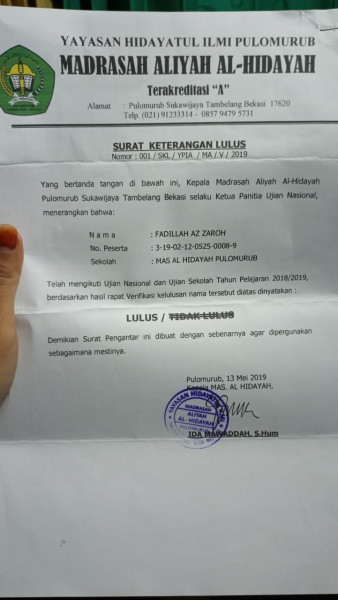 YAYASAN HIDAYATUL ILMI PULOMURUB
MADRASAH ALIYAH AL-HIDAYAH
Terakreditasi “A”
Alamat : Pulomurub Sukawijaya Tambelang Bekasi 17620
Telp. (021) 91233314 - 0857 9479 5731
SURAT KETERANGAN LULUS
Nomor : 001 / SKL / YPIA / MA / V / 2019
Yang bertanda tangan di bawah ini, Kepala Madrasah Aliyah Al-Hidayah
Pulomurub Sukawijaya Tambelang Bekasi selaku Ketua Panitia Ujian Nasional,
menerangkan bahwa:
N a m a : FADILLAH AZ ZAROH
No. Peserta : 3-19-02-12-0525-0008-9
Sekolah : MAS AL HIDAYAH PULOMURUB
Telah mengikuti Ujian Nasional dan Ujian Sekolah Tahun Pelajaran 2018/2019,
berdasarkan hasil rapat Verifikasi kelulusan nama tersebut diatas dinyatakan :
LULUS / TIDAK LULUS
Demikian Surat Pengantar ini dibuat dengan sebenarnya agar dipergunakan
sebagaimana mestinya.
Pulomurub, 13 Mei 2019
Kepala MAS. AL HIDAYAH,
YAYASAN HIDAYATUL ILMI
MADRASAH
ALIYAH
AL - HIDAYAH
IDA MAWADDAH, S.Hum